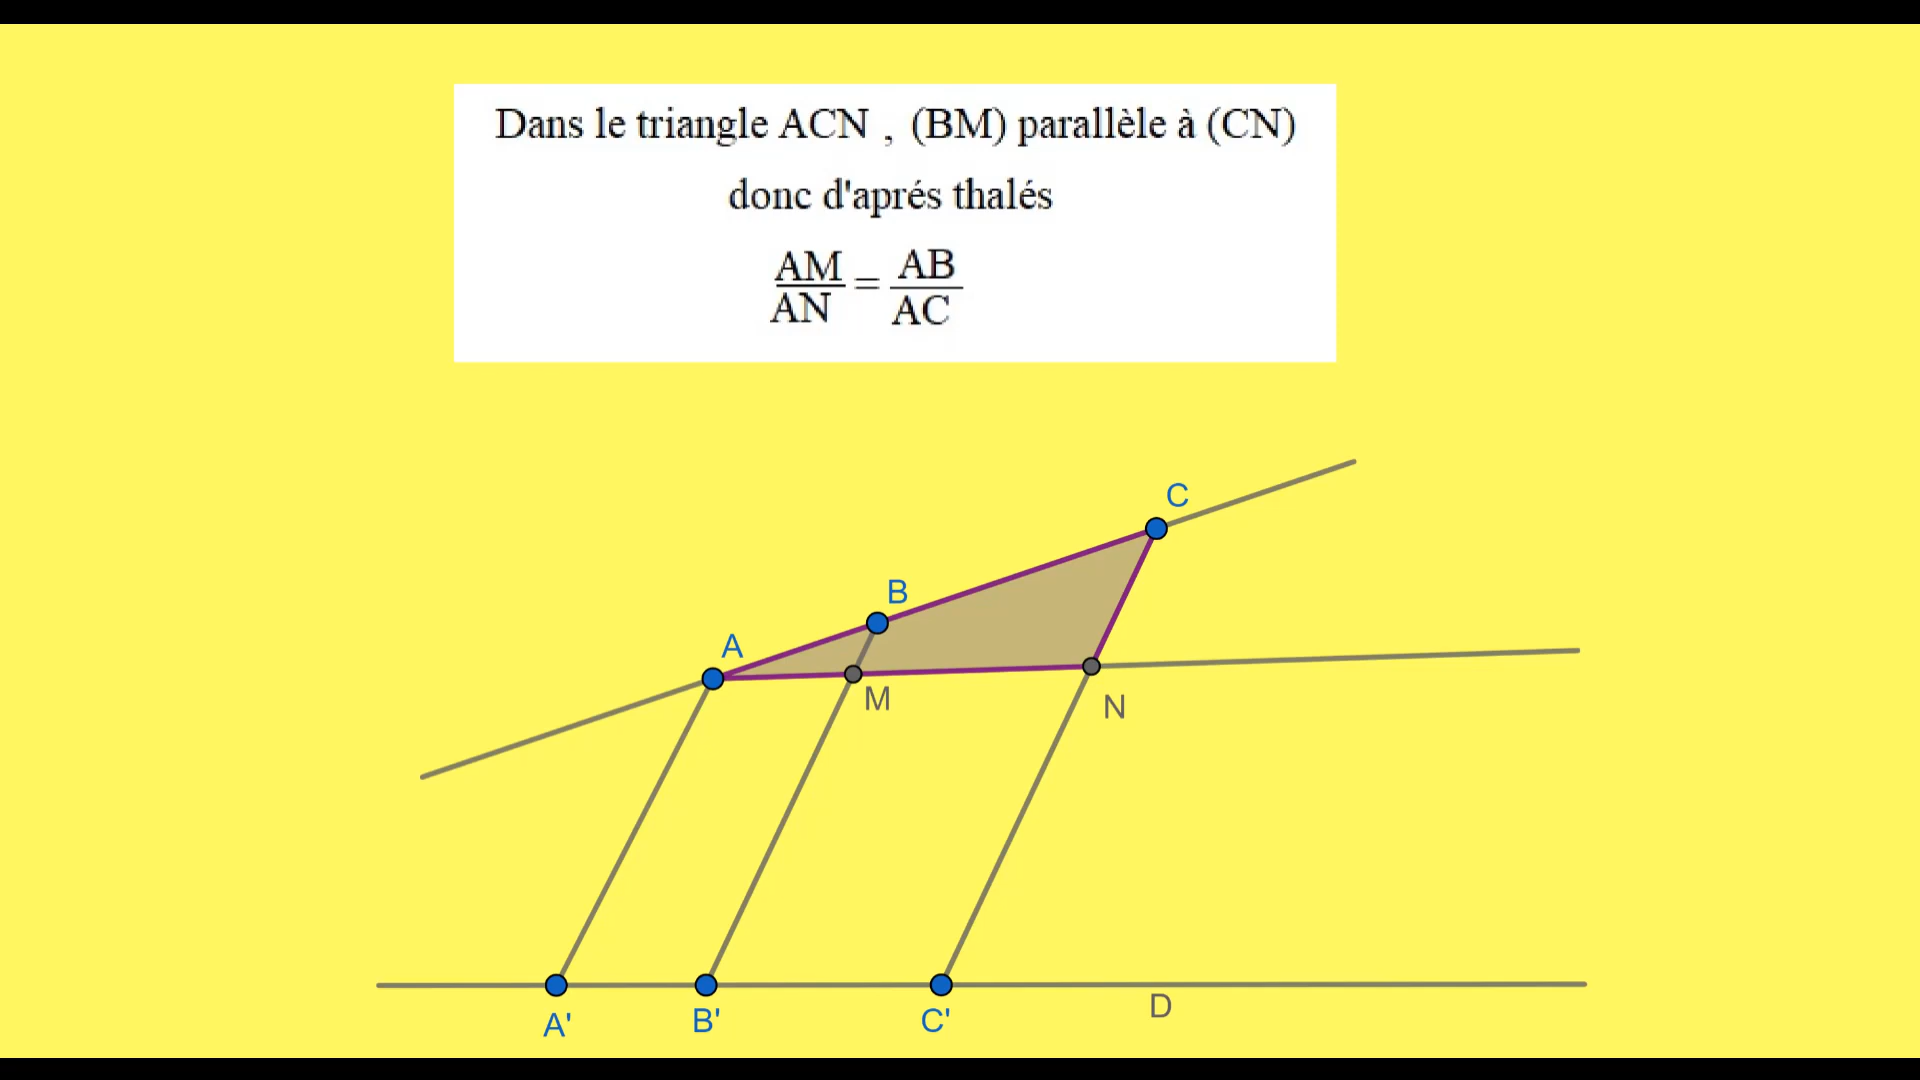 Dans le triangle ACN , (BM) parallèle à (CN)
donc d'aprés thalés
AM/AN = AB/AC
C
B
A
M
N
D
A'
B'
C'